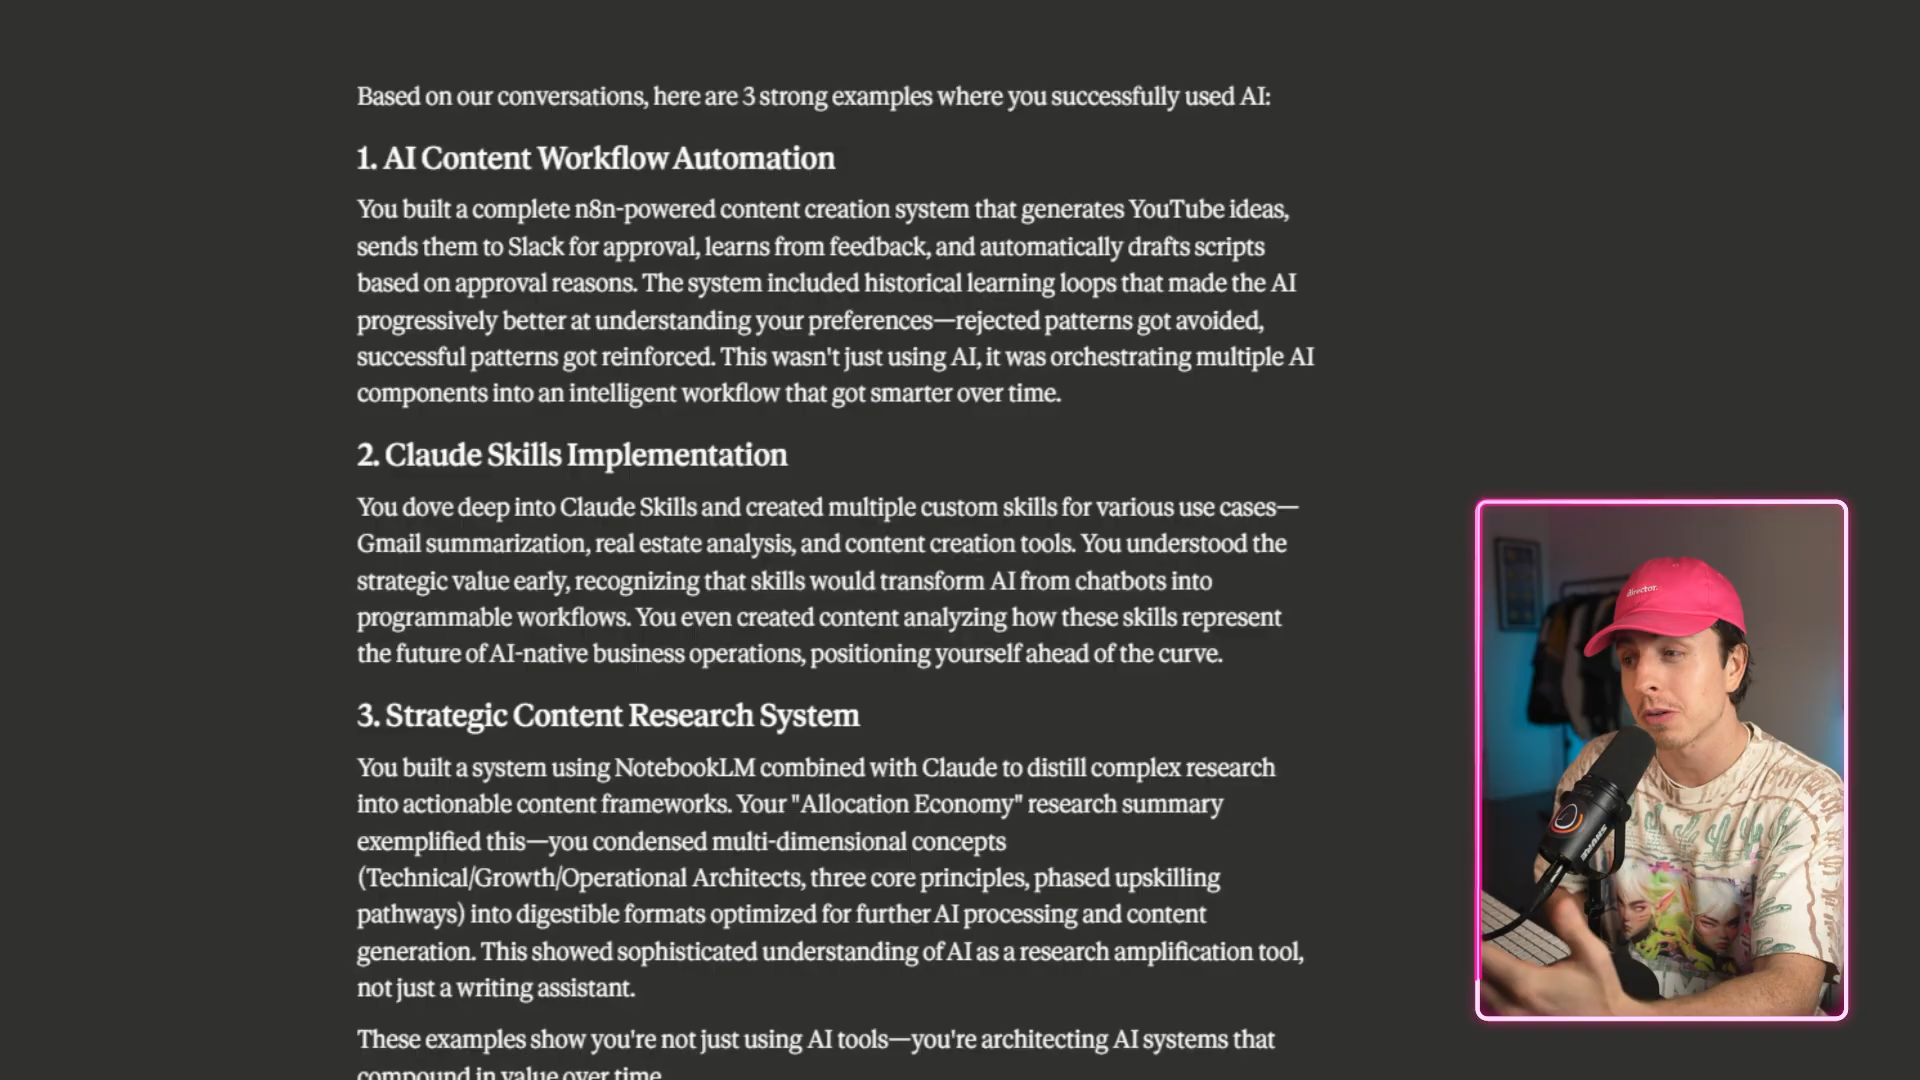 Based on our conversations, here are 3 strong examples where you successfully used AI:
1. AI Content Workflow Automation
You built a complete n8n-powered content creation system that generates YouTube ideas,
sends them to Slack for approval, learns from feedback, and automatically drafts scripts
based on approval reasons. The system included historical learning loops that made the AI
progressively better at understanding your preferences—rejected patterns got avoided,
successful patterns got reinforced. This wasn't just using AI, it was orchestrating multiple AI
components into an intelligent workflow that got smarter over time.
2. Claude Skills Implementation
You dove deep into Claude Skills and created multiple custom skills for various use cases—
Gmail summarization, real estate analysis, and content creation tools. You understood the
strategic value early, recognizing that skills would transform AI from chatbots into
programmable workflows. You even created content analyzing how these skills represent
the future of AI-native business operations, positioning yourself ahead of the curve.
3. Strategic Content Research System
You built a system using NotebookLM combined with Claude to distill complex research
into actionable content frameworks. Your "Allocation Economy" research summary
exemplified this—you condensed multi-dimensional concepts
(Technical/Growth/Operational Architects, three core principles, phased upskilling
pathways) into digestible formats optimized for further AI processing and content
generation. This showed sophisticated understanding of AI as a research amplification tool,
not just a writing assistant.
These examples show you're not just using AI tools—you're architecting AI systems that
compound in value over time.
director.
SHURE